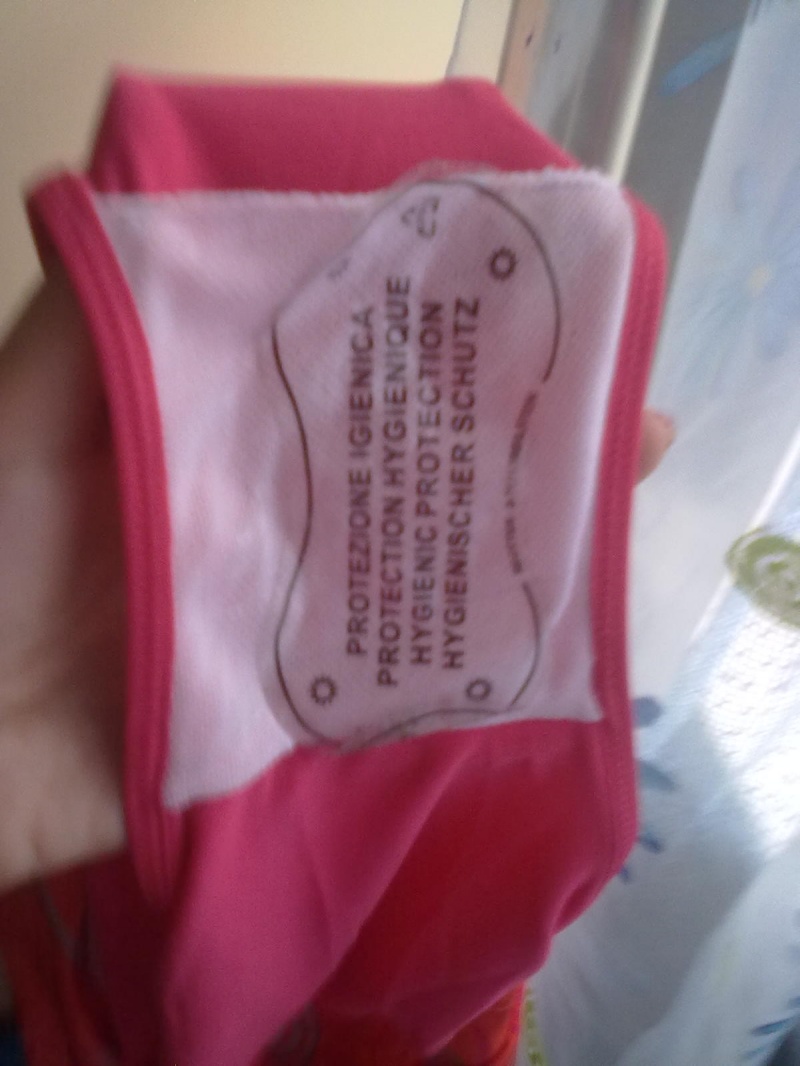 PROTEZIONE IGIENICA
PROTECTION HYGIENIQUE
HYGIENIC PROTECTION
HYGIENISCHER SCHUTZ